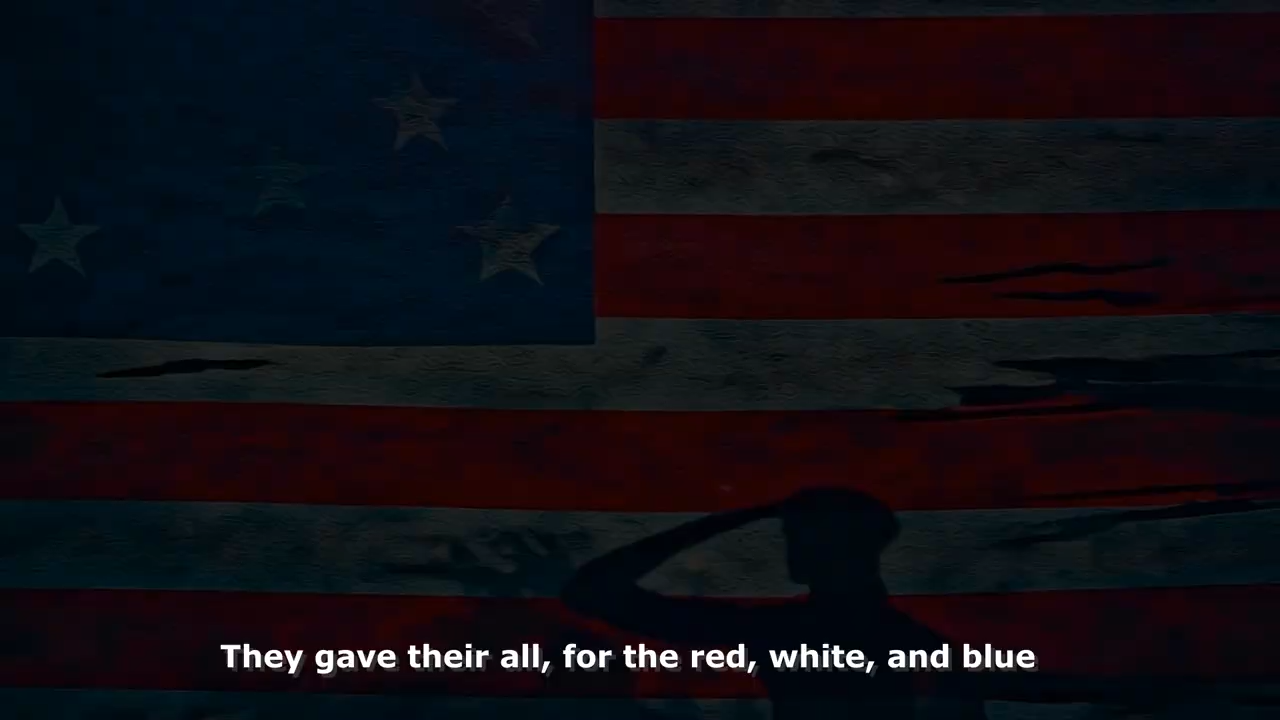 They gave their all, for the red, white, and blue